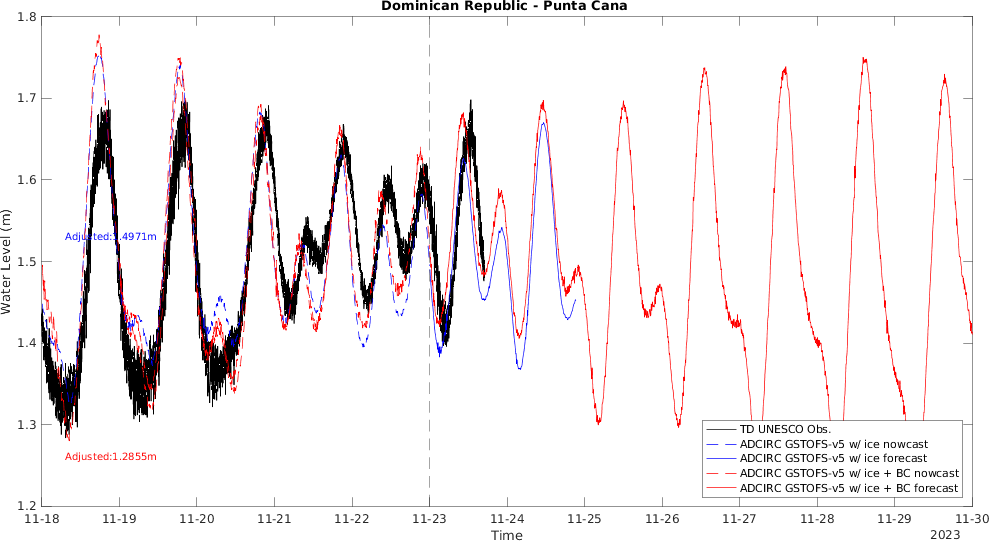 Dominican Republic - Punta Cana
1.8
1.7
1.6
1.5
1.4
1.3
1.2
Water Level (m)
Adjusted:1.4971m
Adjusted:1.2855m
TD UNESCO Obs.
ADCIRC GSTOFS-v5 w/ ice nowcast
ADCIRC GSTOFS-v5 w/ ice forecast
ADCIRC GSTOFS-v5 w/ ice + BC nowcast
ADCIRC GSTOFS-v5 w/ ice + BC forecast
11-18 11-19 11-20 11-21 11-22 11-23 11-24 11-25 11-26 11-27 11-28 11-29 11-30
Time
2023